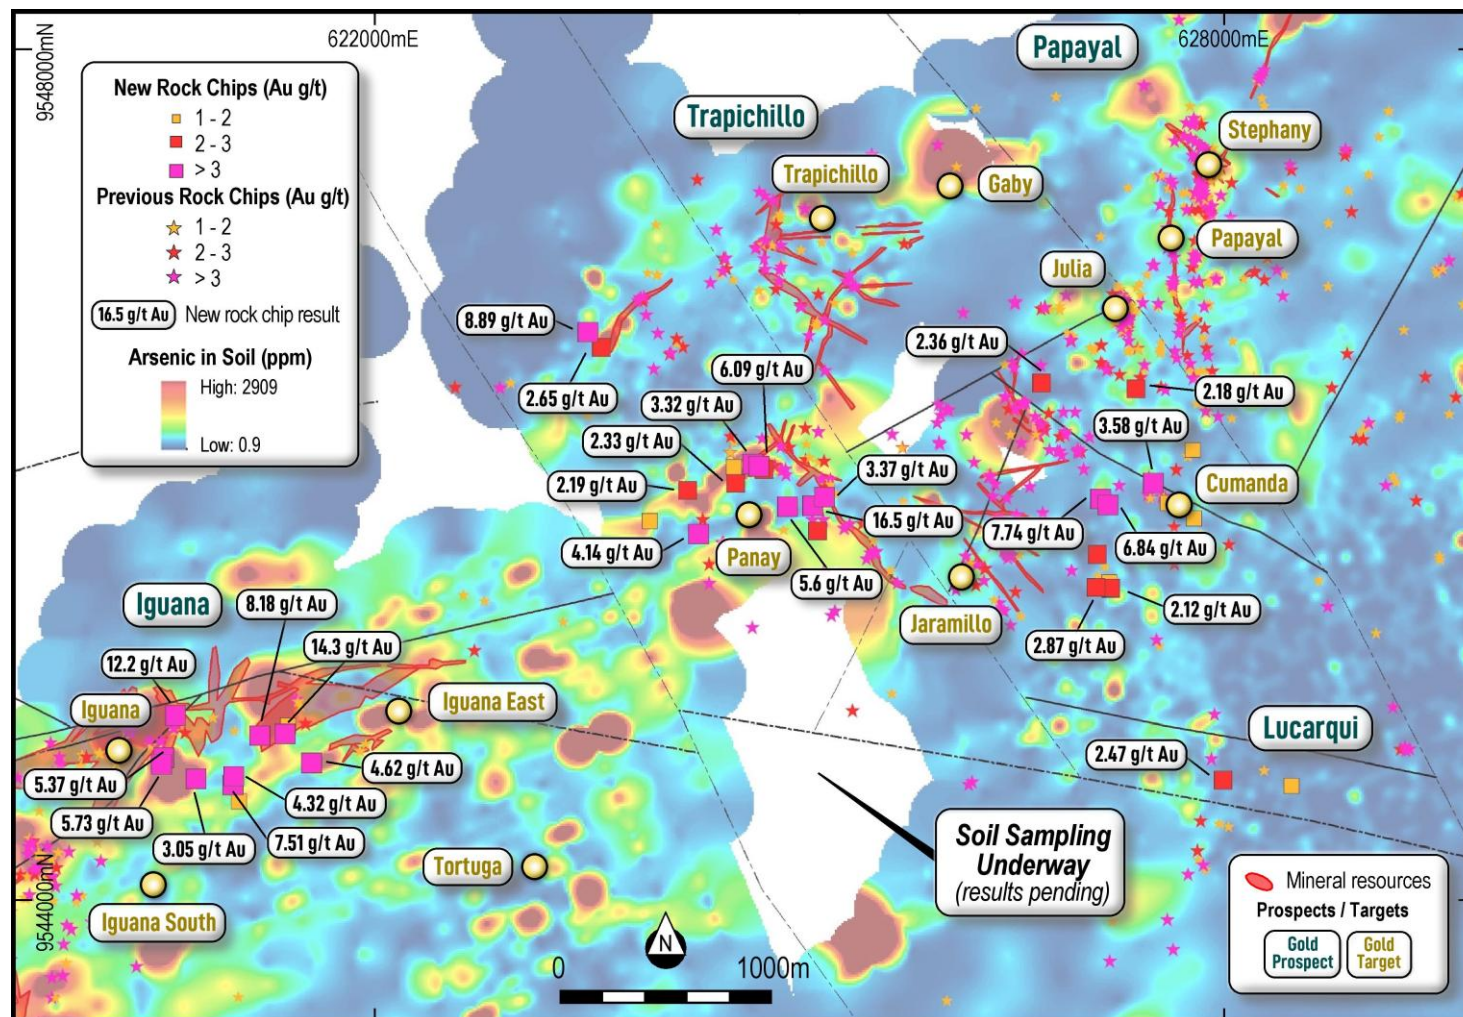 622000mE
628000mE
9548000mN
9544000mN
New Rock Chips (Au g/t)
1 - 2
2 - 3
> 3
Previous Rock Chips (Au g/t)
1 - 2
2 - 3
> 3
16.5 g/t Au
New rock chip result
Arsenic in Soil (ppm)
High: 2909
Low: 0.9
Papayal
Trapichillo
Stephany
Trapichillo
Gaby
Papayal
Julia
8.89 g/t Au
2.65 g/t Au
6.09 g/t Au
3.32 g/t Au
2.33 g/t Au
2.19 g/t Au
4.14 g/t Au
Panay
3.37 g/t Au
16.5 g/t Au
5.6 g/t Au
2.36 g/t Au
2.18 g/t Au
3.58 g/t Au
Cumanda
7.74 g/t Au
6.84 g/t Au
2.12 g/t Au
2.87 g/t Au
Jaramillo
Iguana
8.18 g/t Au
14.3 g/t Au
12.2 g/t Au
Iguana
Iguana East
5.37 g/t Au
4.62 g/t Au
5.73 g/t Au
4.32 g/t Au
3.05 g/t Au
7.51 g/t Au
Tortuga
Iguana South
Lucarqui
2.47 g/t Au
Soil Sampling
Underway
(results pending)
N
0
1000m
Mineral resources
Prospects / Targets
Gold
Prospect
Gold
Target